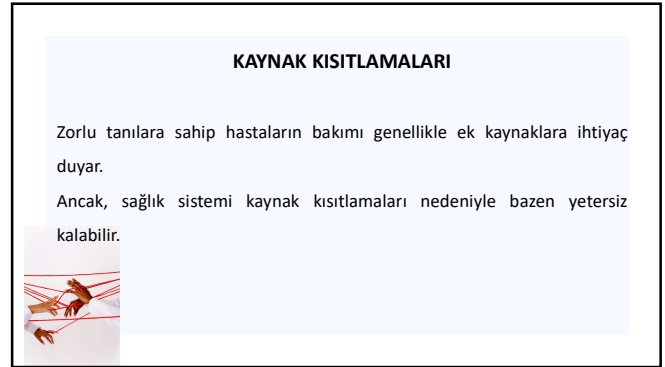 KAYNAK KISITLAMALARI
Zorlu tanılara sahip hastaların bakımı genellikle ek kaynaklara ihtiyaç
duyar.
Ancak, sağlık sistemi kaynak kısıtlamaları nedeniyle bazen yetersiz
kalabilir.